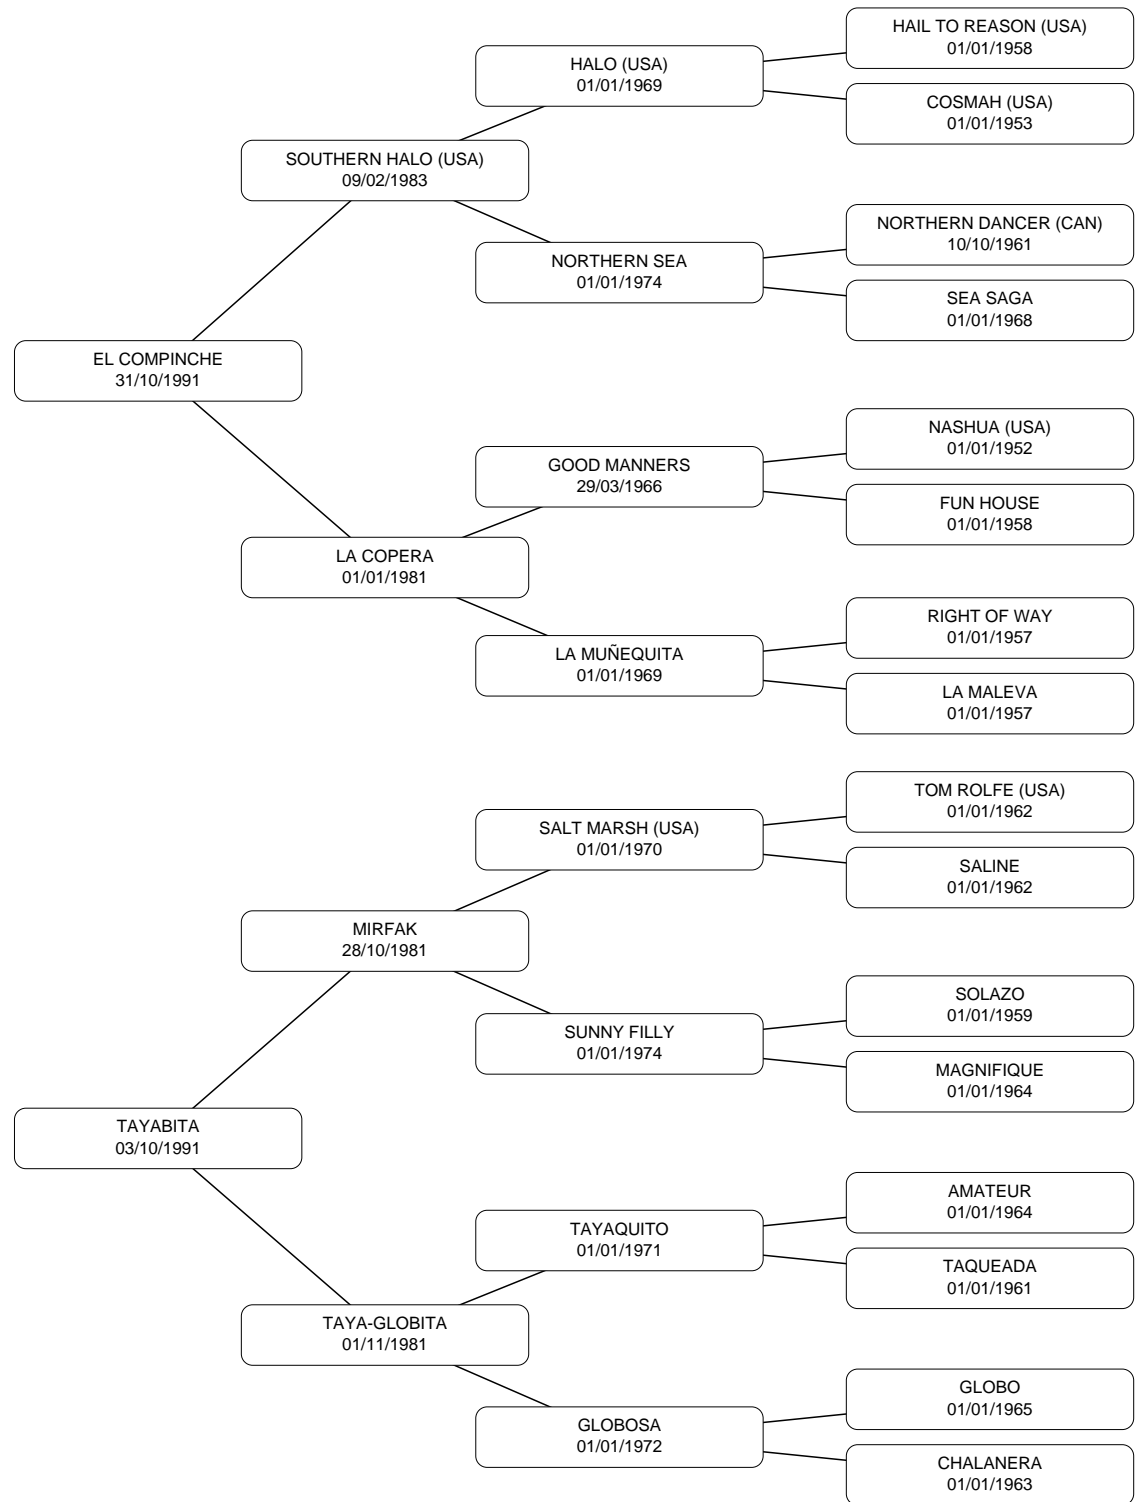 HAIL TO REASON (USA)
01/01/1958
HALO (USA)
01/01/1969
COSMAH (USA)
01/01/1953
SOUTHERN HALO (USA)
09/02/1983
NORTHERN DANCER (CAN)
10/10/1961
NORTHERN SEA
01/01/1974
SEA SAGA
01/01/1968
EL COMPINCHE
31/10/1991
NASHUA (USA)
01/01/1952
GOOD MANNERS
29/03/1966
FUN HOUSE
01/01/1958
LA COPERA
01/01/1981
RIGHT OF WAY
01/01/1957
LA MUÑEQUITA
01/01/1969
LA MALEVA
01/01/1957
TOM ROLFE (USA)
01/01/1962
SALT MARSH (USA)
01/01/1970
SALINE
01/01/1962
MIRFAK
28/10/1981
SOLAZO
01/01/1959
SUNNY FILLY
01/01/1974
MAGNIFIQUE
01/01/1964
TAYABITA
03/10/1991
AMATEUR
01/01/1964
TAYAQUITO
01/01/1971
TAQUEADA
01/01/1961
TAYA-GLOBITA
01/11/1981
GLOBO
01/01/1965
GLOBOSA
01/01/1972
CHALANERA
01/01/1963